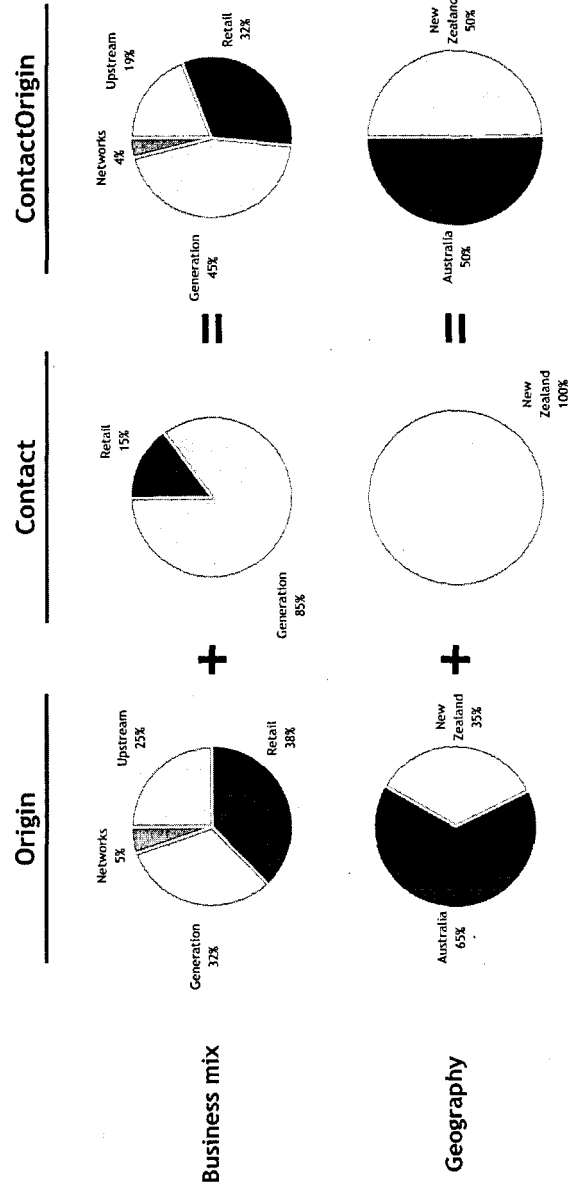 Origin
Contact
ContactOrigin
Business mix
Networks
5%
Upstream
25%
Generation
32%
Retail
38%
+
Retail
15%
Generation
85%
=
Networks
4%
Upstream
19%
Generation
45%
Retail
32%
Geography
Australia
65%
New
Zealand
35%
+
New
Zealand
100%
=
Australia
50%
New
Zealand
50%